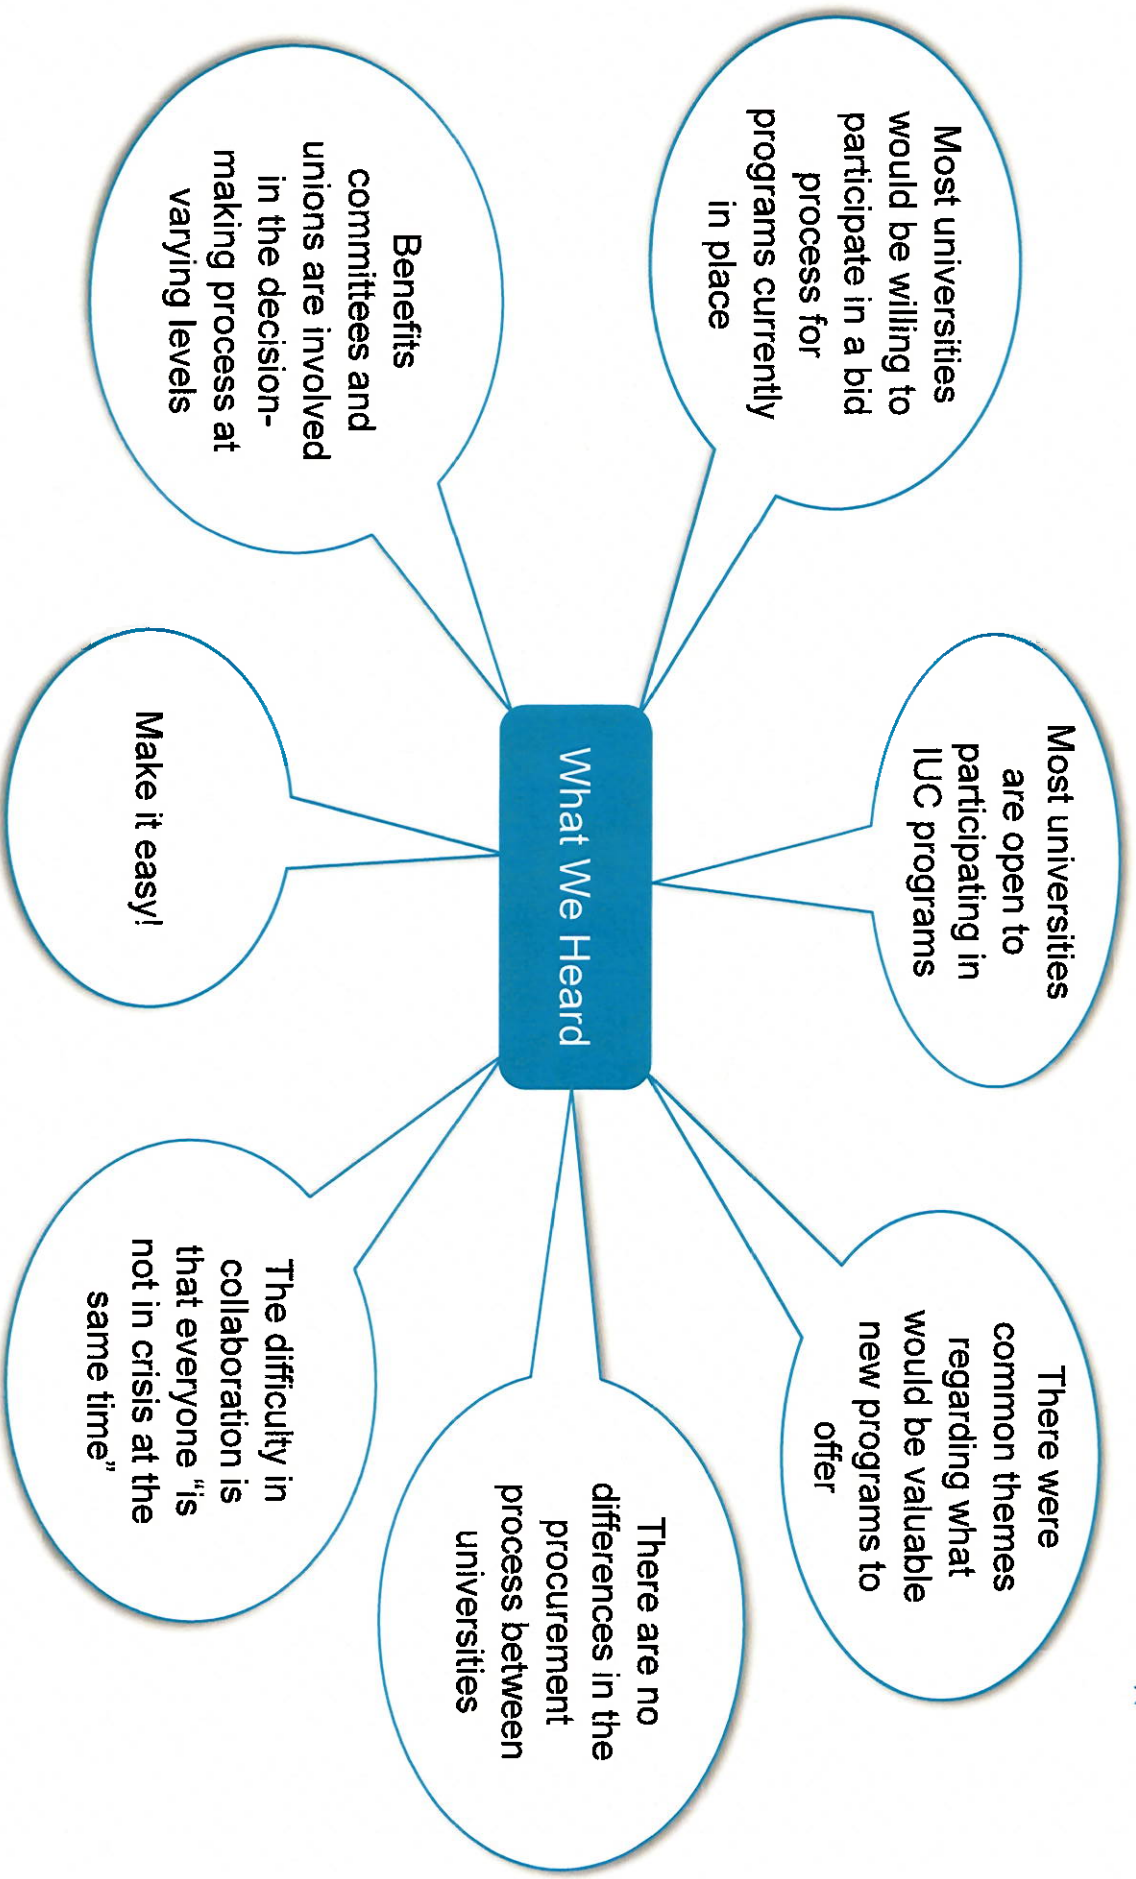 Most universities
would be willing to
participate in a bid
process for
programs currently
in place
Most universities
are open to
participating in
IUC programs
There were
common themes
regarding what
would be valuable
new programs to
offer
What We Heard
There are no
differences in the
procurement
process between
universities
Benefits
committees and
unions are involved
in the decision-
making process at
varying levels
Make it easy!
The difficulty in
collaboration is
that everyone “is
not in crisis at the
same time”